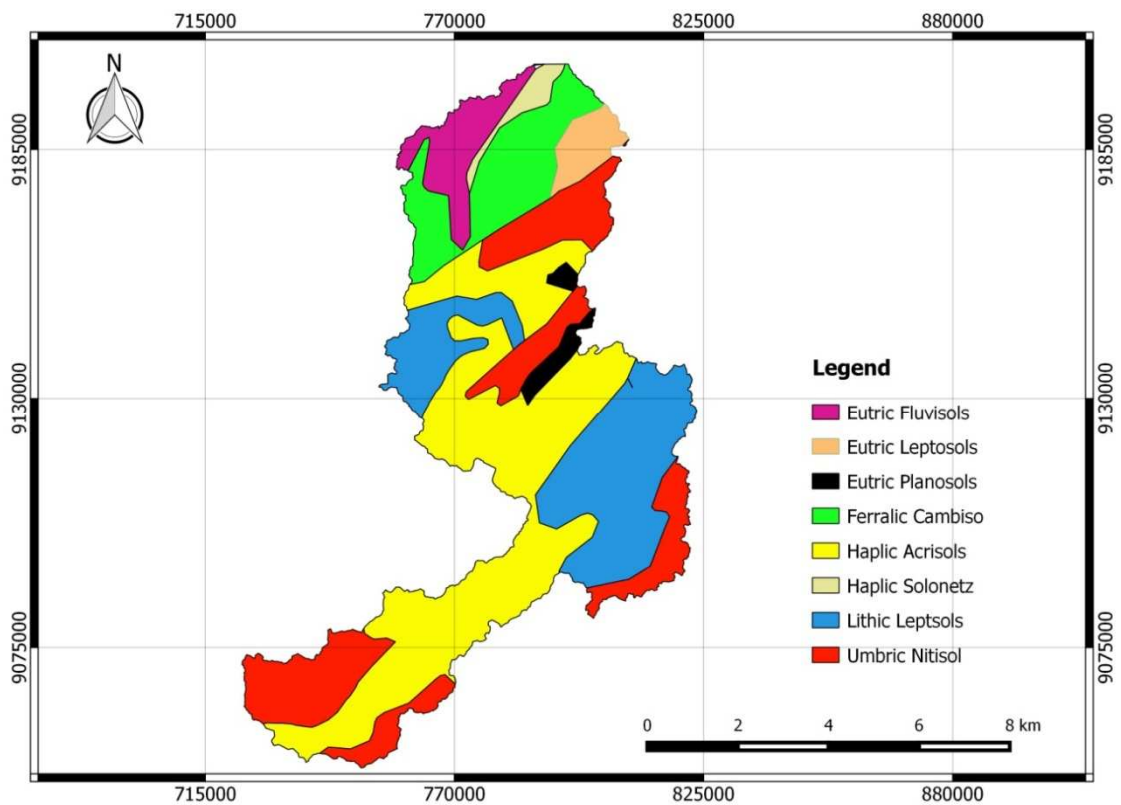 715000 770000 825000 880000
N
9185000 9185000
9130000 9130000
9075000 9075000
Legend
Eutric Fluvisols
Eutric Leptosols
Eutric Planosols
Ferralic Cambiso
Haplic Acrisols
Haplic Solonetz
Lithic Leptsols
Umbric Nitisol
0 2 4 6 8 km
715000 770000 825000 880000